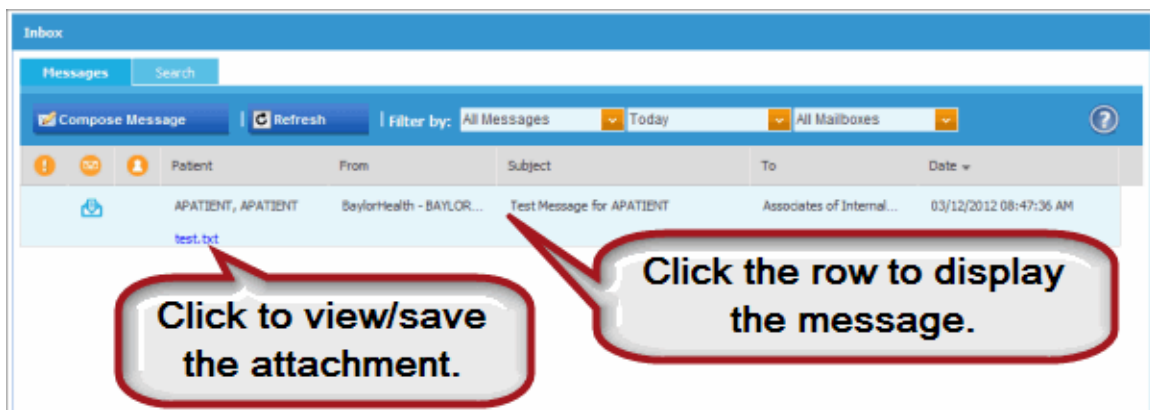 Inbox
Messages Search
Compose Message | Refresh | Filter by: All Messages Today All Mailboxes ?
! Patient From Subject To Date
APATIENT, APATIENT BaylorHealth - BAYLOR... Test Message for APATIENT Associates of Internal... 03/12/2012 08:47:36 AM
test.txt
Click to view/save
the attachment.
Click the row to display
the message.